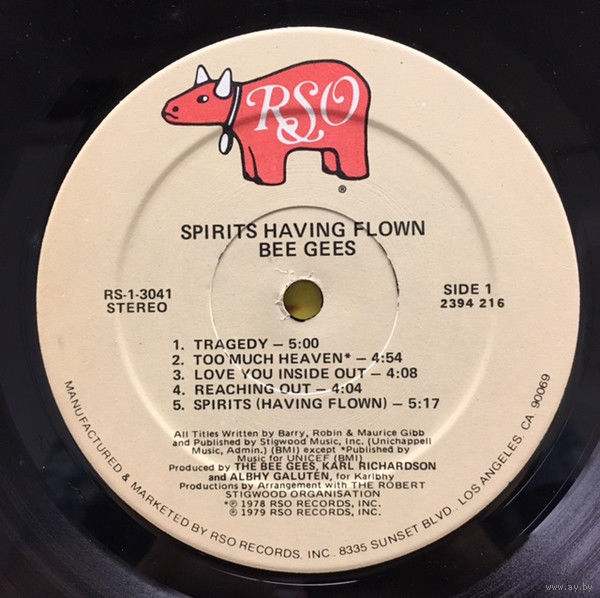 RSO
®
SPIRITS HAVING FLOWN
BEE GEES
RS-1-3041
STEREO
SIDE 1
2394 216
1. TRAGEDY – 5:00
2. TOO MUCH HEAVEN* – 4:54
3. LOVE YOU INSIDE OUT – 4:08
4. REACHING OUT – 4:04
5. SPIRITS (HAVING FLOWN) – 5:17
All Titles Written by Barry, Robin & Maurice Gibb
and Published by Stigwood Music, Inc. (Unichappell
Music, Admin.) (BMI) except *Published by
Music for UNICEF (BMI)
Produced by THE BEE GEES, KARL RICHARDSON
and ALBHY GALUTEN, for Karlbhy
Productions by Arrangement with THE ROBERT
STIGWOOD ORGANISATION
*℗ 1978 RSO RECORDS, INC.
℗ 1979 RSO RECORDS, INC.
MANUFACTURED & MARKETED BY RSO RECORDS, INC. 8335 SUNSET BLVD. LOS ANGELES, CA. 90069
www.ay.by